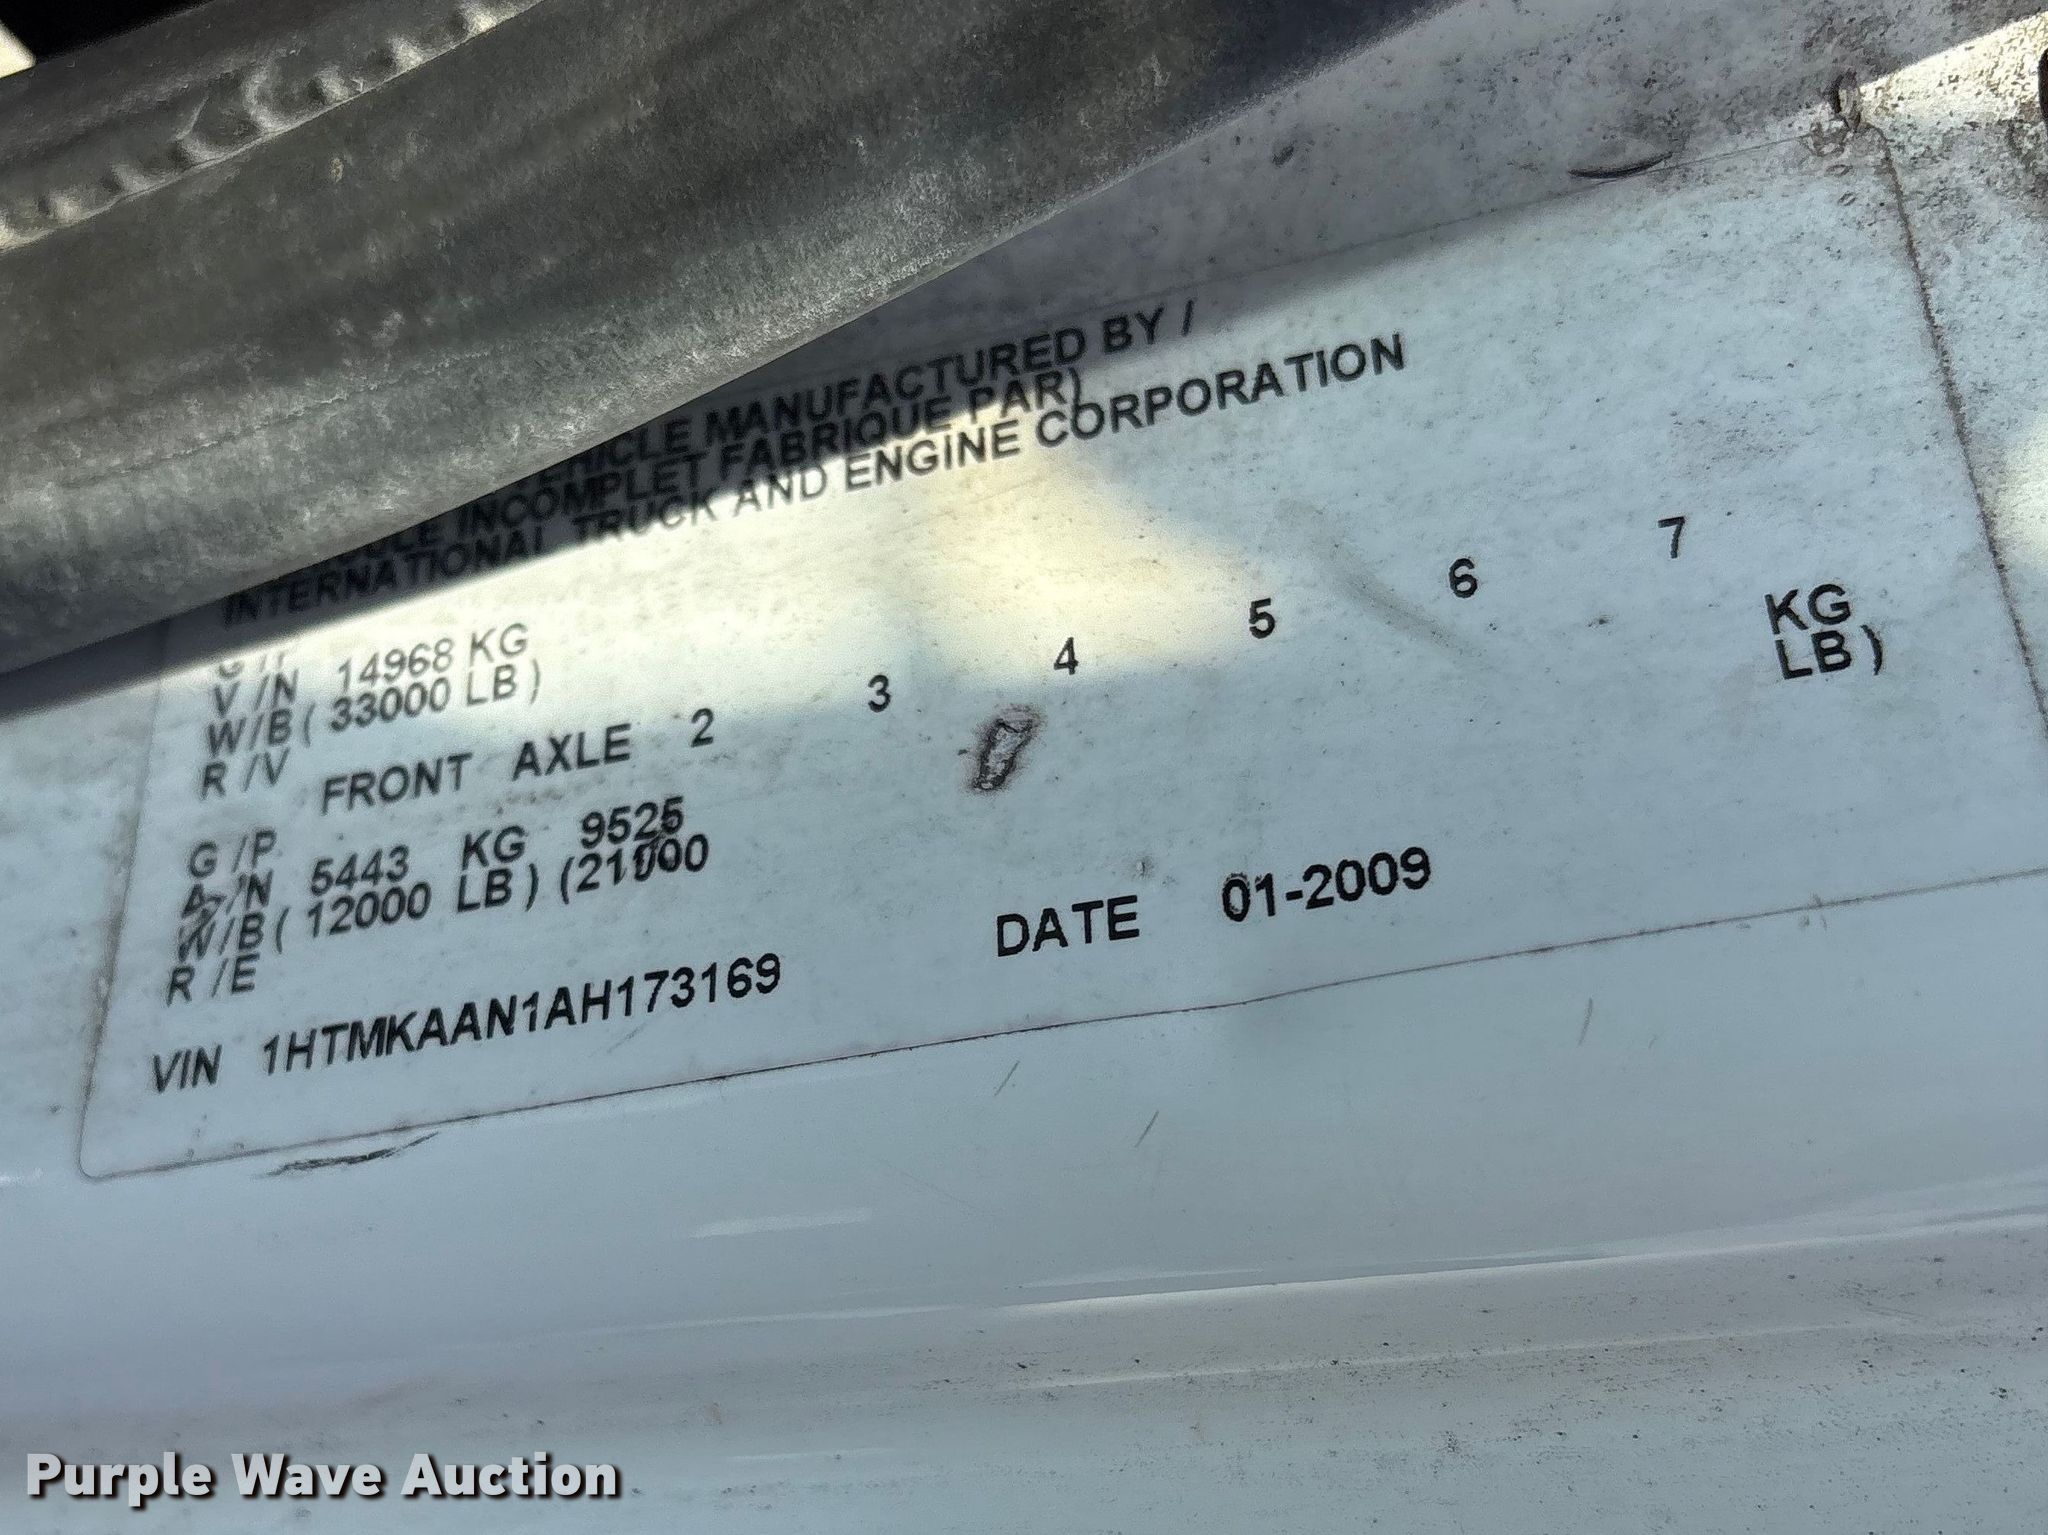 VEHICLE MANUFACTURED BY /
INCOMPLET FABRIQUE PAR)
INTERNATIONAL TRUCK AND ENGINE CORPORATION
G /P
V /N 14968 KG
W/B ( 33000 LB )
R /V
FRONT AXLE 2 3 4 5 6 7
G /P
A /N 5443 KG 9525 KG
W/B ( 12000 LB ) (21000 LB )
R /E
VIN 1HTMKAAN1AH173169 DATE 01-2009
Purple Wave Auction